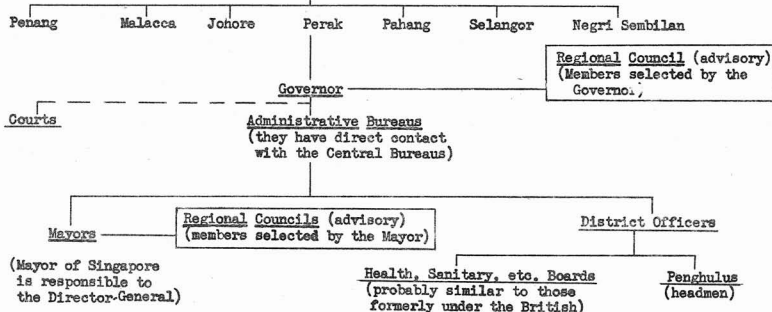 Penang Malacca Johore Perak Pahang Selangor Negri Sembilan
Regional Council (advisory)
(Members selected by the
Governor)
Governor
Courts
Administrative Bureaus
(they have direct contact
with the Central Bureaus)
Mayors
Regional Councils (advisory)
(members selected by the Mayor)
District Officers
(Mayor of Singapore
is responsible to
the Director-General)
Health, Sanitary, etc. Boards
(probably similar to those
formerly under the British)
Penghulus
(headmen)